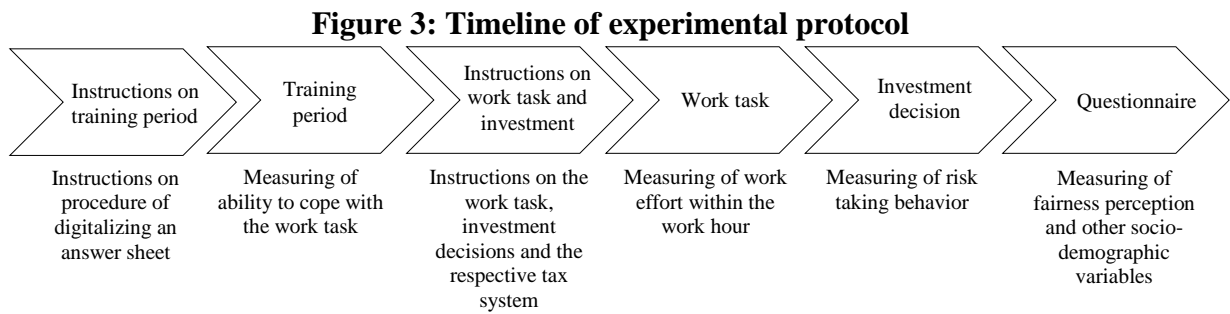 Figure 3: Timeline of experimental protocol
Instructions on
training period
Training
period
Instructions on
work task and
investment
Work task
Investment
decision
Questionnaire
Instructions on
procedure of
digitalizing an
answer sheet
Measuring of
ability to cope with
the work task
Instructions on the
work task,
investment
decisions and the
respective tax
system
Measuring of work
effort within the
work hour
Measuring of risk
taking behavior
Measuring of
fairness perception
and other socio-
demographic
variables